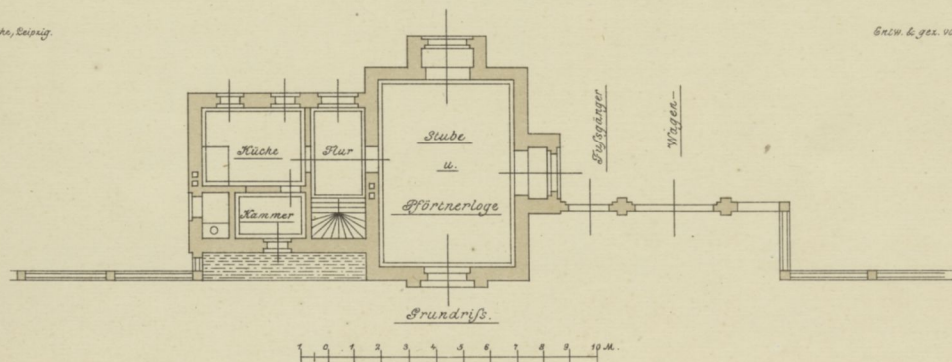 Leipzig.
Entw. & gez.
Fußgänger
Wagen-
Küche
Flur
Stube
u.
Pförtnerloge
Kammer
Grundriſs.
1 0 1 2 3 4 5 6 7 8 9 10 M.